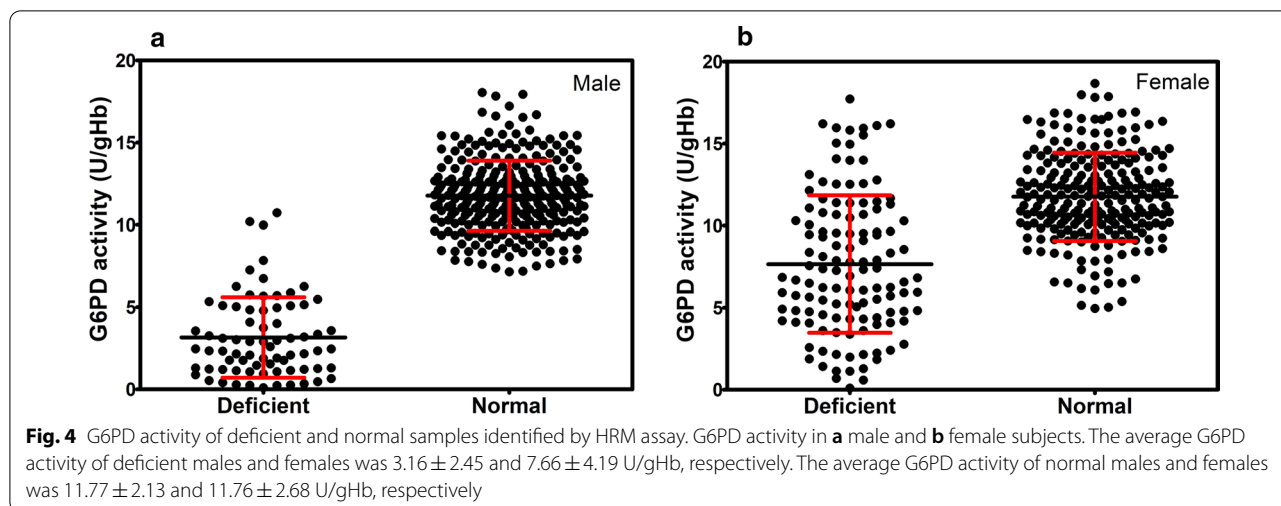 a
20
15
10
5
0
G6PD activity (U/gHb)
Male
Deficient
Normal
b
20
15
10
5
0
G6PD activity (U/gHb)
Female
Deficient
Normal
Fig. 4 G6PD activity of deficient and normal samples identified by HRM assay. G6PD activity in a male and b female subjects. The average G6PD
activity of deficient males and females was 3.16 ± 2.45 and 7.66 ± 4.19 U/gHb, respectively. The average G6PD activity of normal males and females
was 11.77 ± 2.13 and 11.76 ± 2.68 U/gHb, respectively